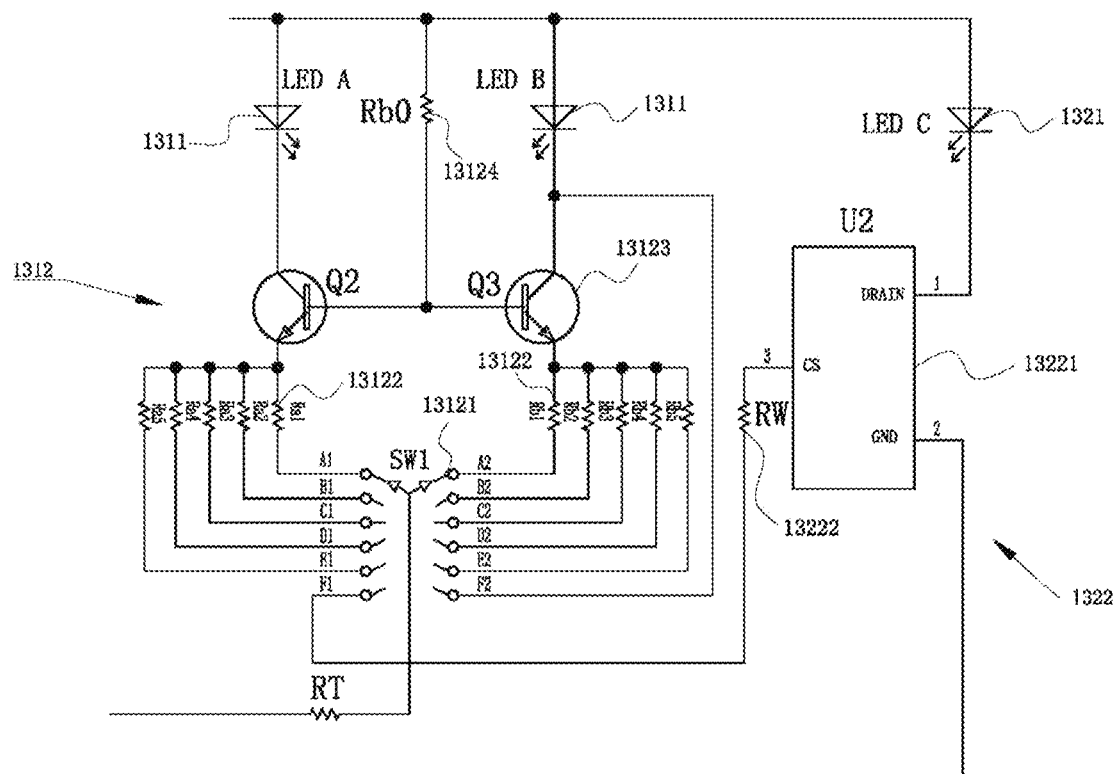 LED A
LED B
Rb0
1311
1311
1321
LED C
13124
U2
13123
1312
Q2
Q3
DRAIN
1
13122
13122
3
CS
13221
13121
RW
GND
2
SW1
A1
A2
B1
B2
C1
C2
D1
D2
E1
E2
F1
F2
13222
1322
RT